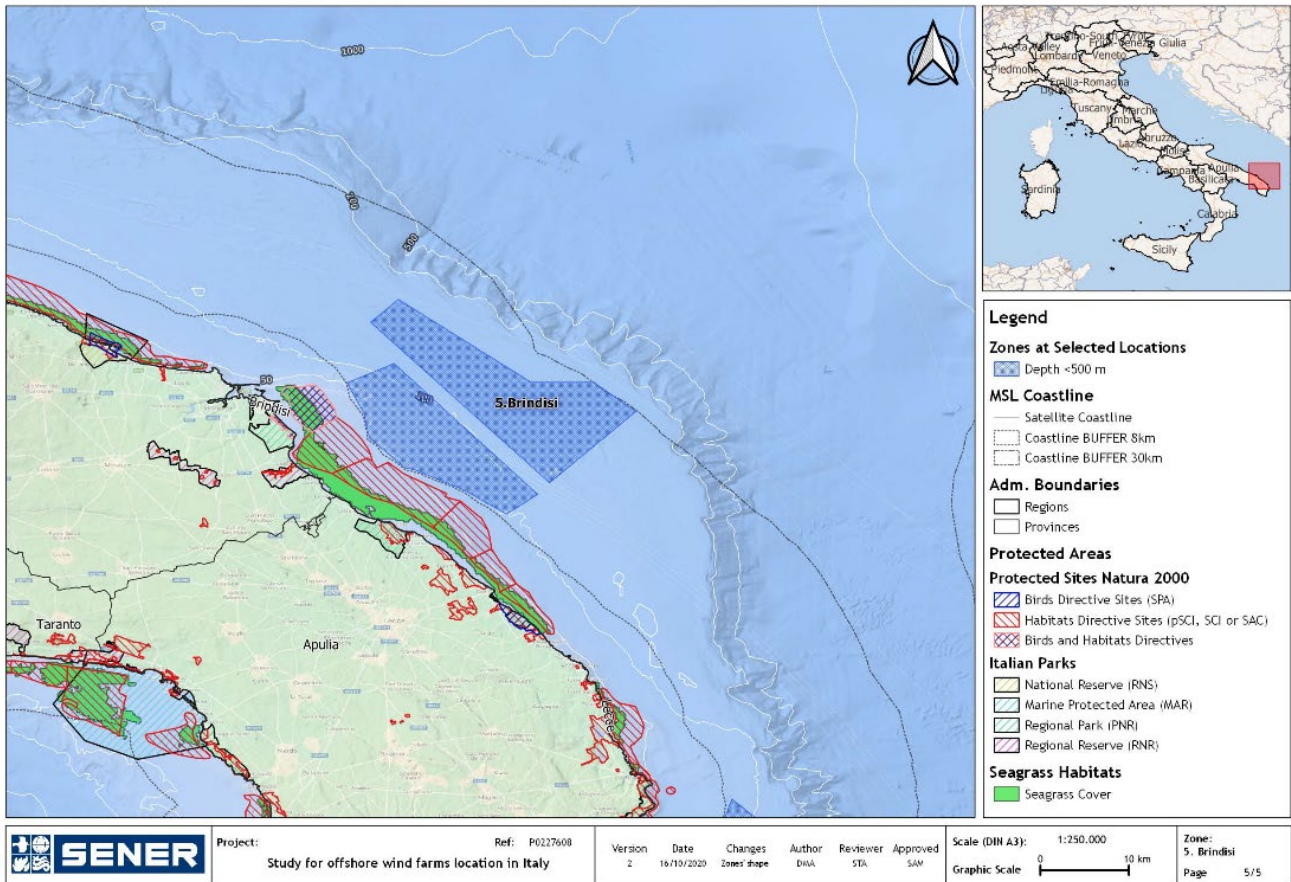 1000
200
500
50
100
5.Brindisi
Brindisi
Taranto
Apulia
Lecce
Trentino-South Tyrol
Friuli-Venezia Giulia
Aosta Valley
Lombardy
Veneto
Piedmont
Emilia-Romagna
Liguria
Tuscany
Marche
Umbria
Abruzzo
Lazio
Molise
Campania
Apulia
Basilicata
Sardinia
Calabria
Sicily
Legend
Zones at Selected Locations
Depth <500 m
MSL Coastline
Satellite Coastline
Coastline BUFFER 8km
Coastline BUFFER 30km
Adm. Boundaries
Regions
Provinces
Protected Areas
Protected Sites Natura 2000
Birds Directive Sites (SPA)
Habitats Directive Sites (pSCI, SCI or SAC)
Birds and Habitats Directives
Italian Parks
National Reserve (RNS)
Marine Protected Area (MAR)
Regional Park (PNR)
Regional Reserve (RNR)
Seagrass Habitats
Seagrass Cover
SENER
Project: Ref: P0227608
Study for offshore wind farms location in Italy
Version Date Changes Author Reviewer Approved
2 16/10/2020 Zones' shape DMA STA SAM
Scale (DIN A3): 1:250.000
Graphic Scale 0 10 km
Zone:
5. Brindisi
Page 5/5